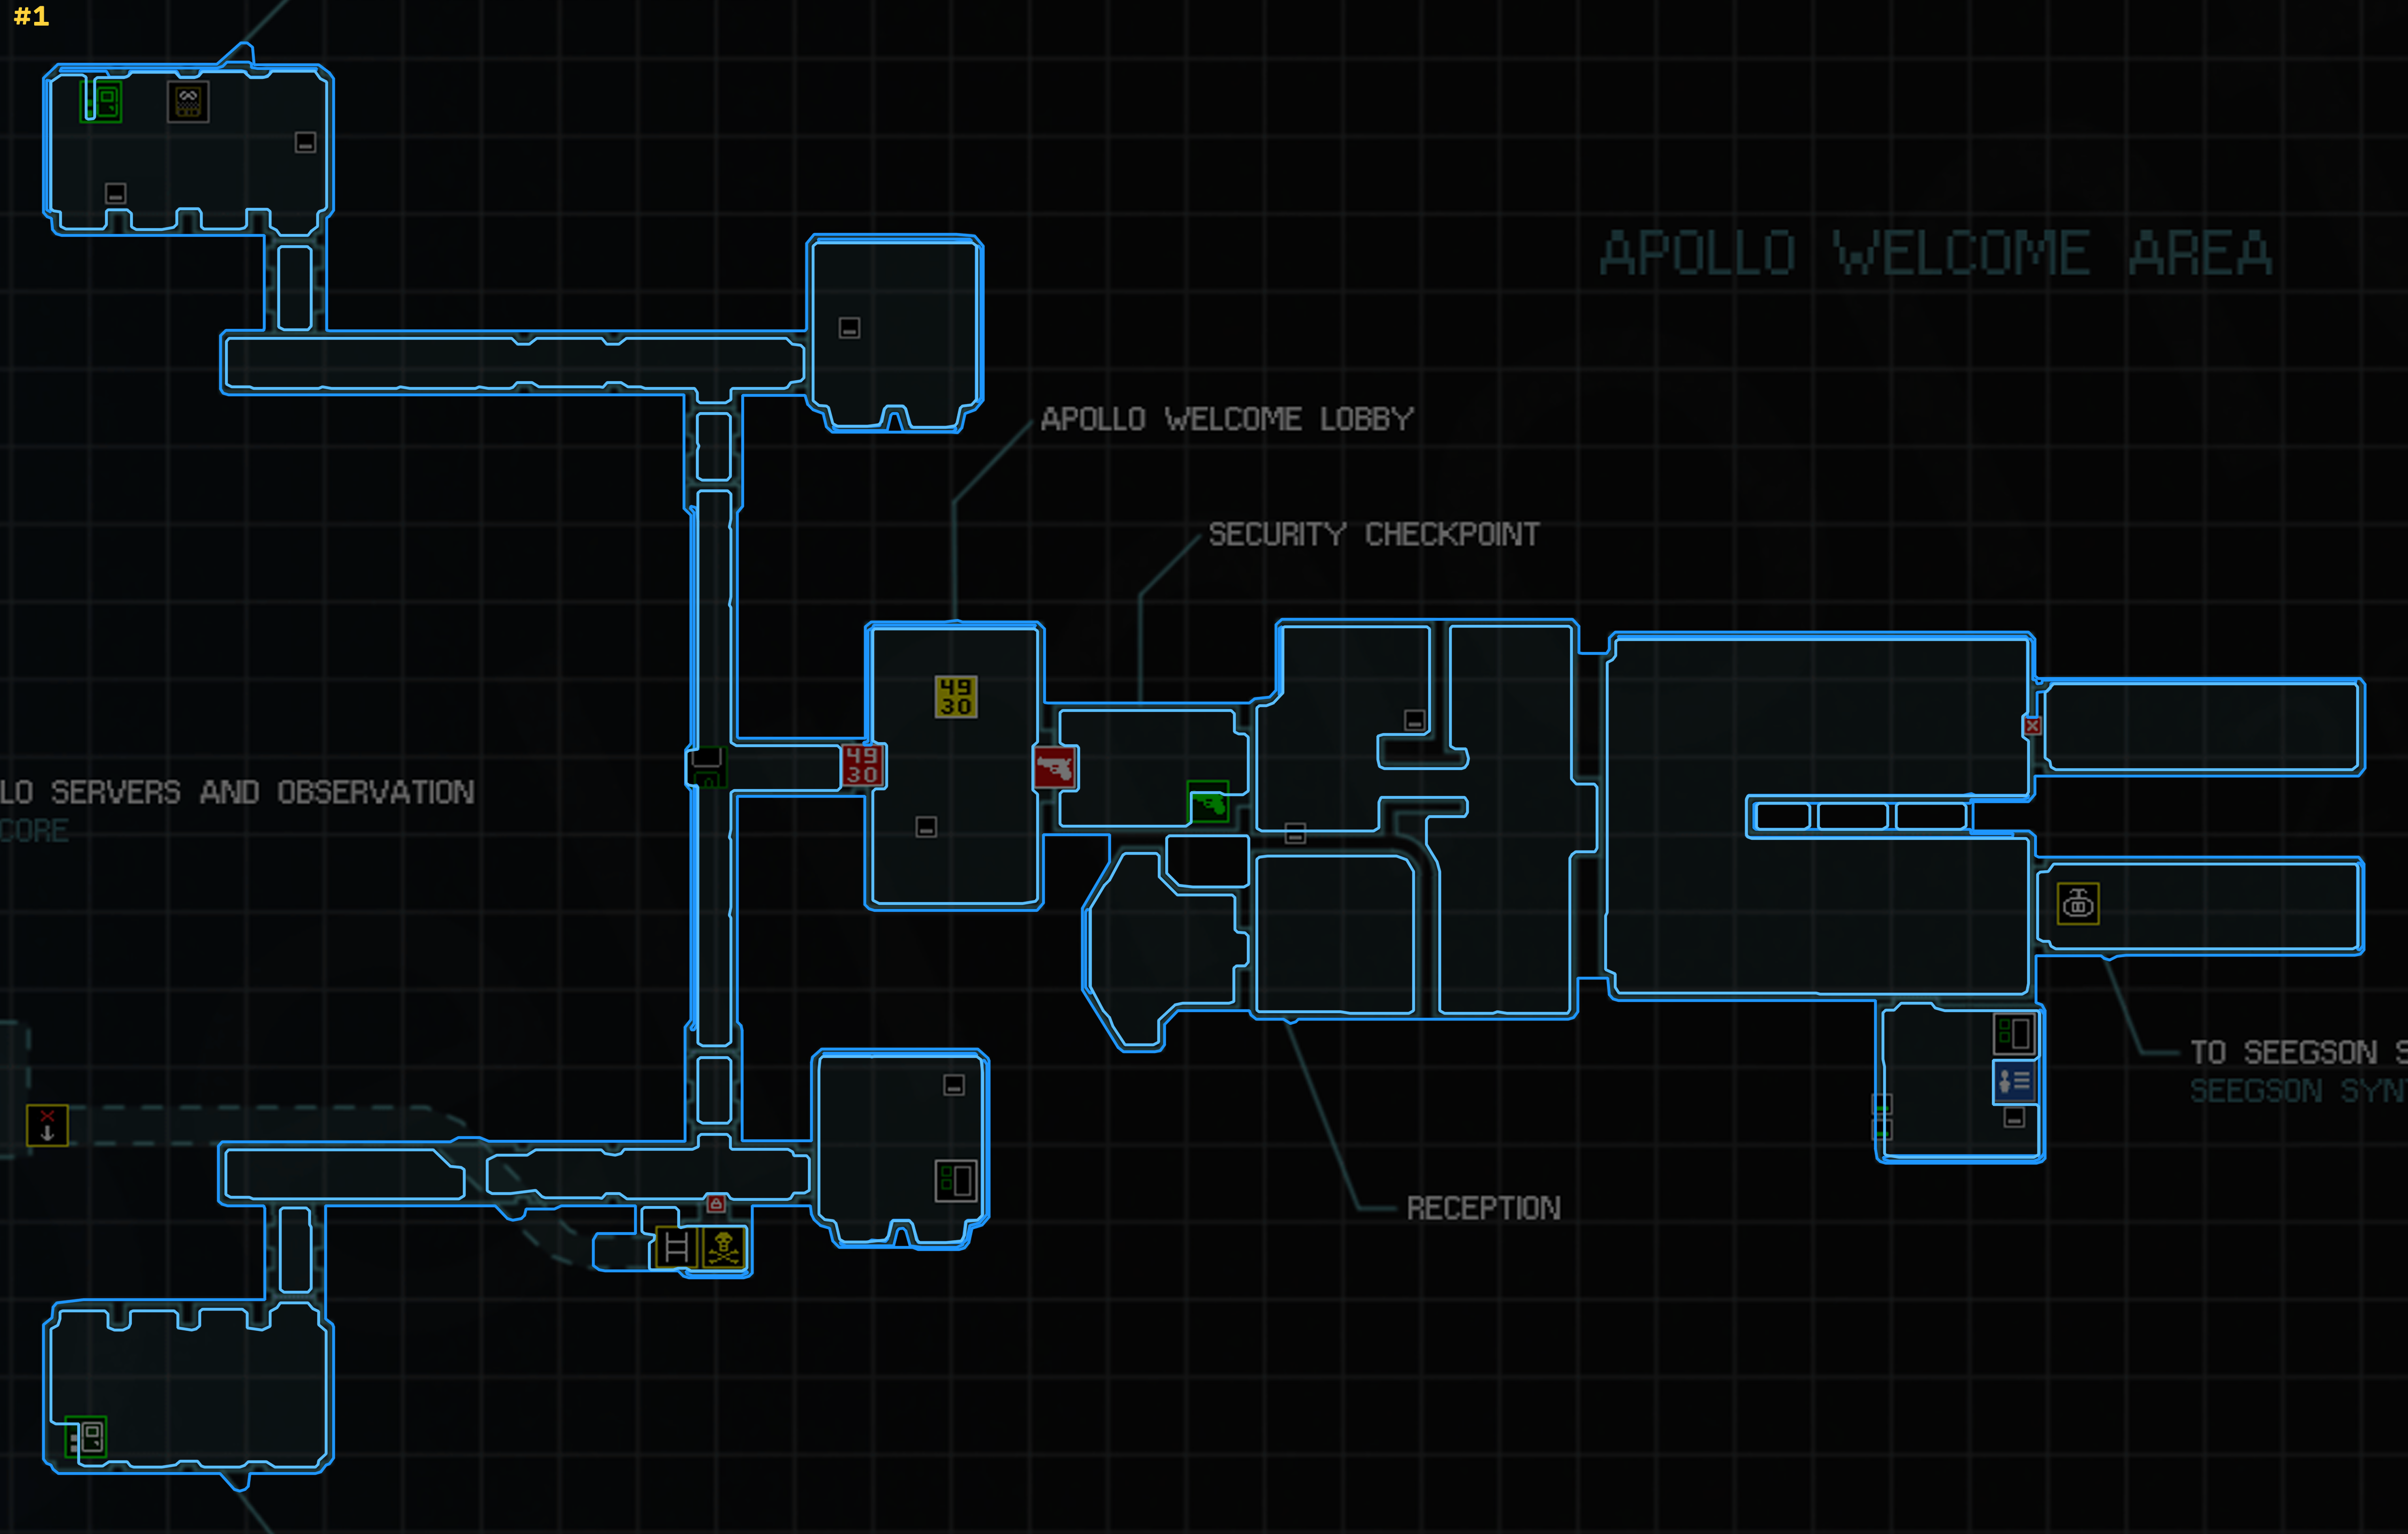 #1
APOLLO WELCOME AREA
APOLLO WELCOME LOBBY
SECURITY CHECKPOINT
49
30
49
30
LO SERVERS AND OBSERVATION
CORE
TO SEEGSON S
SEEGSON SYN
RECEPTION